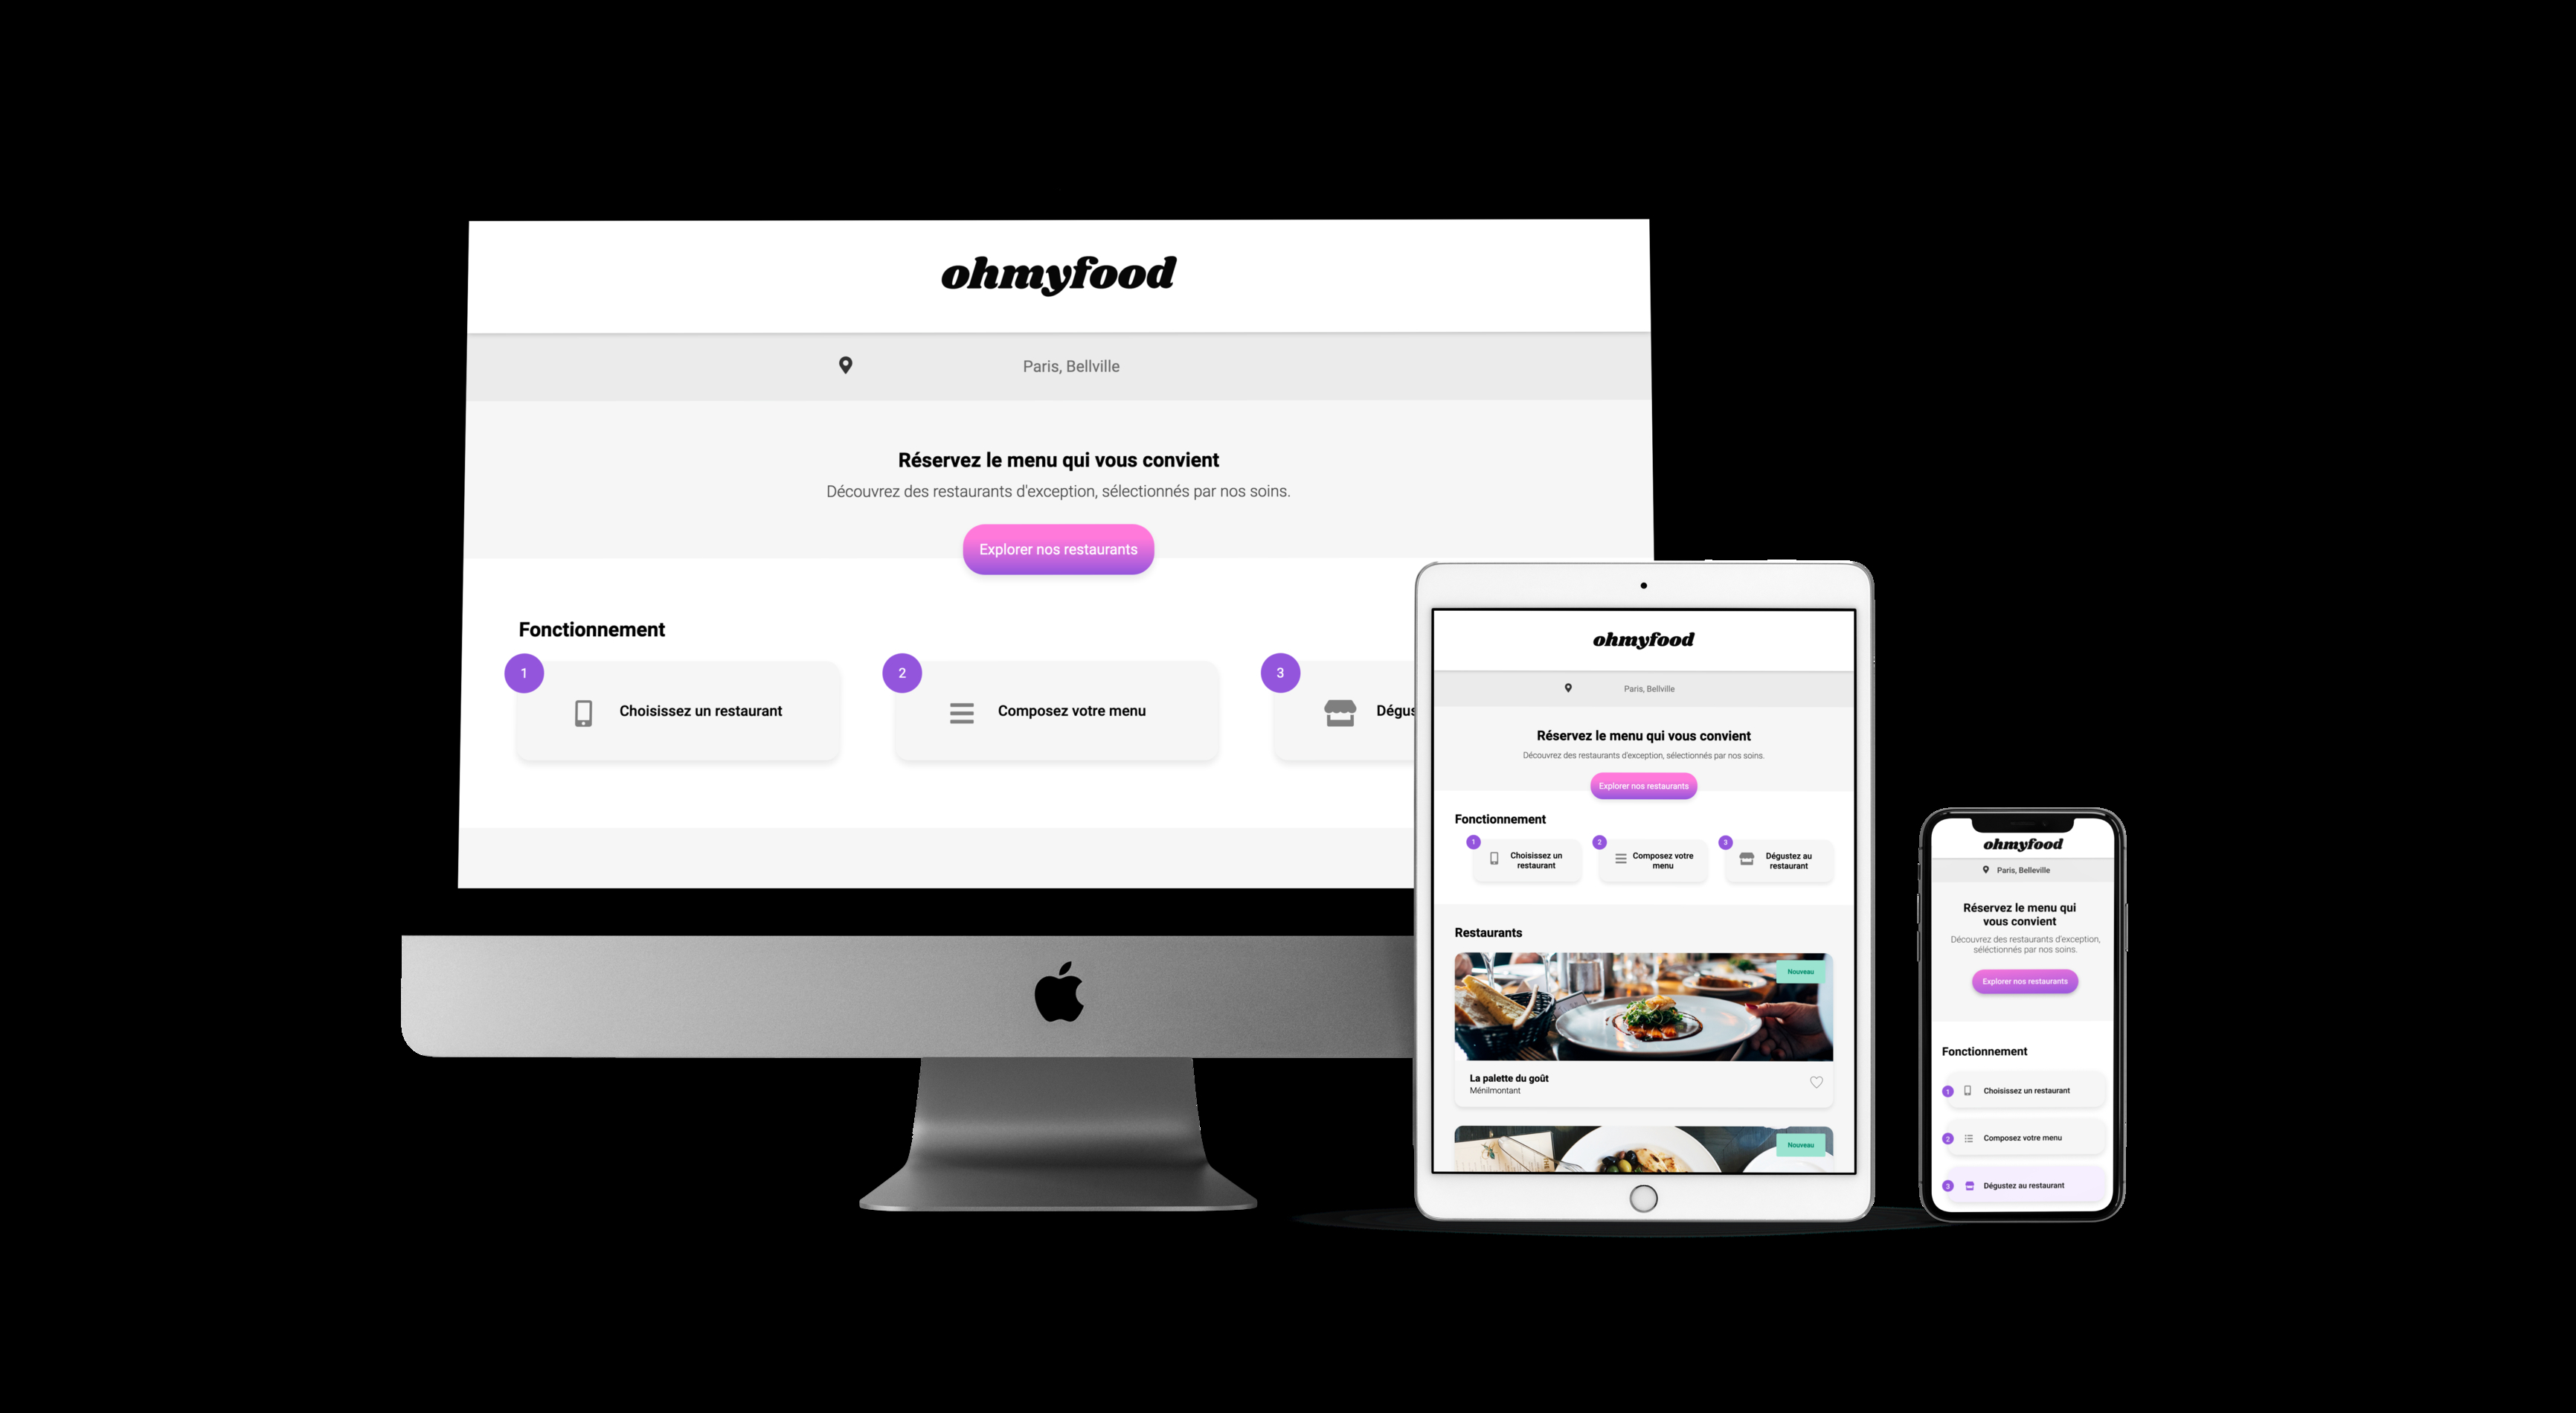 ohmyfood
Paris, Bellville
Réservez le menu qui vous convient
Découvrez des restaurants d'exception, sélectionnés par nos soins.
Explorer nos restaurants
Fonctionnement
1
Choisissez un restaurant
2
Composez votre menu
3
Dégus
ohmyfood
Paris, Bellville
Réservez le menu qui vous convient
Découvrez des restaurants d'exception, sélectionnés par nos soins.
Explorer nos restaurants
Fonctionnement
1
Choisissez un
restaurant
2
Composez votre
menu
3
Dégustez au
restaurant
Restaurants
Nouveau
La palette du goût
Ménilmontant
Nouveau
ohmyfood
Paris, Belleville
Réservez le menu qui
vous convient
Découvrez des restaurants d'exception,
séléctionnés par nos soins.
Explorer nos restaurants
Fonctionnement
1
Choisissez un restaurant
2
Composez votre menu
3
Dégustez au restaurant